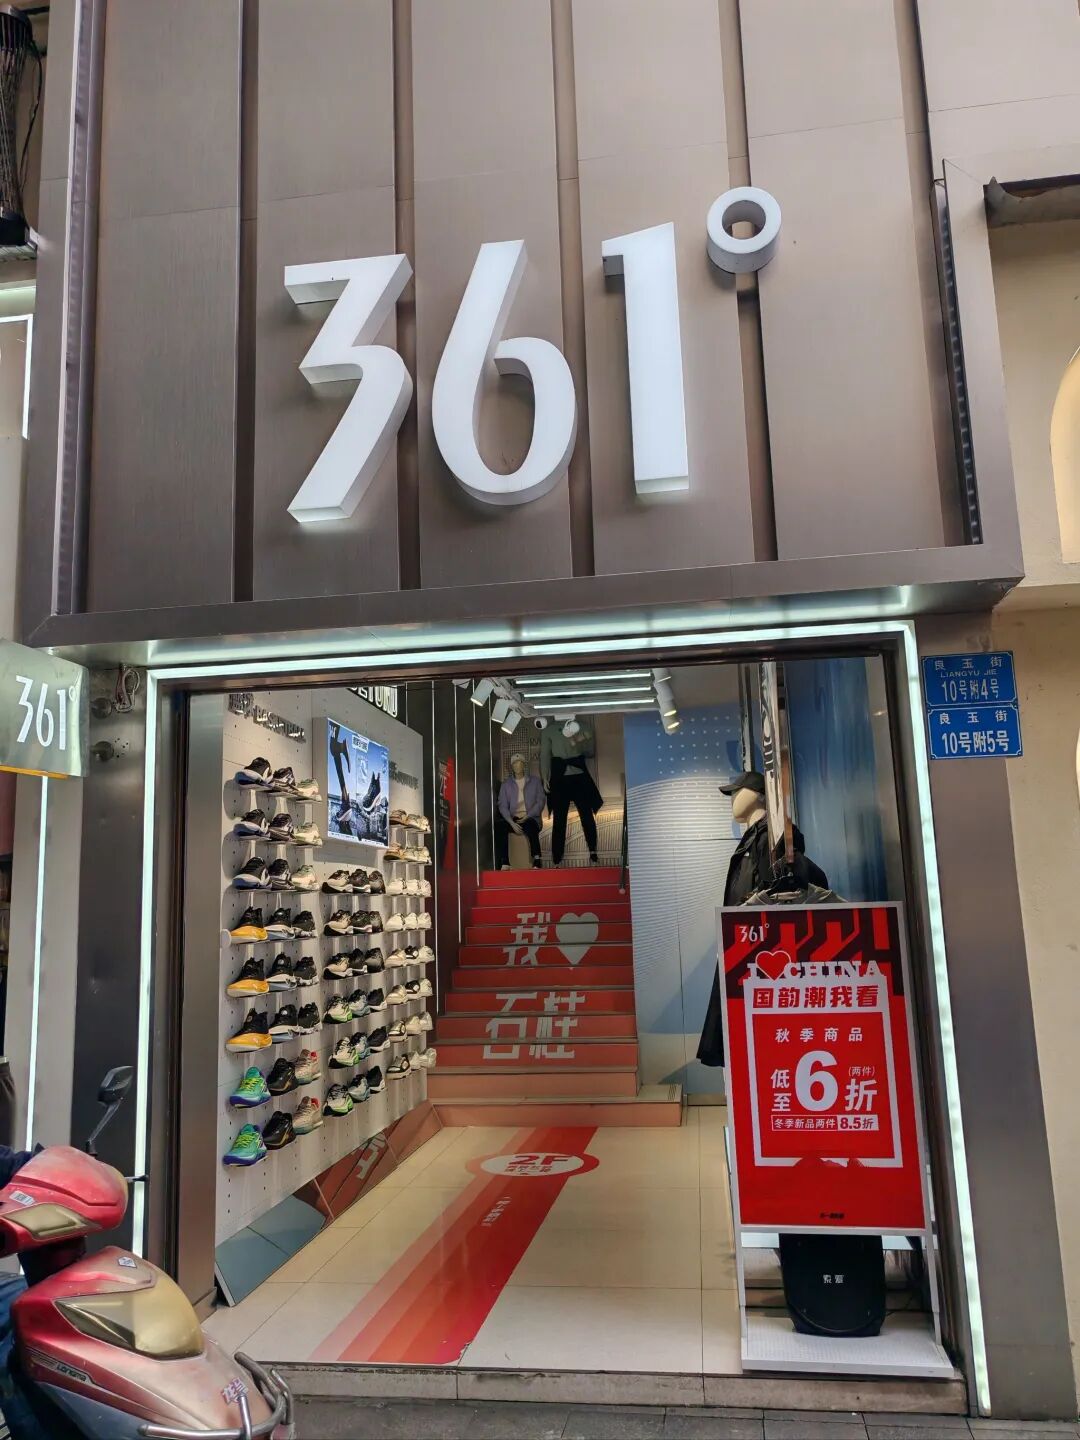 361°
361°
良玉街
LIANGYU JIE
10号附4号
良玉街
10号附5号
我
石柱
2F
361°
I CHINA
国韵潮我看
秋季商品
低至6折
(两件)
冬季新品两件8.5折
索爱